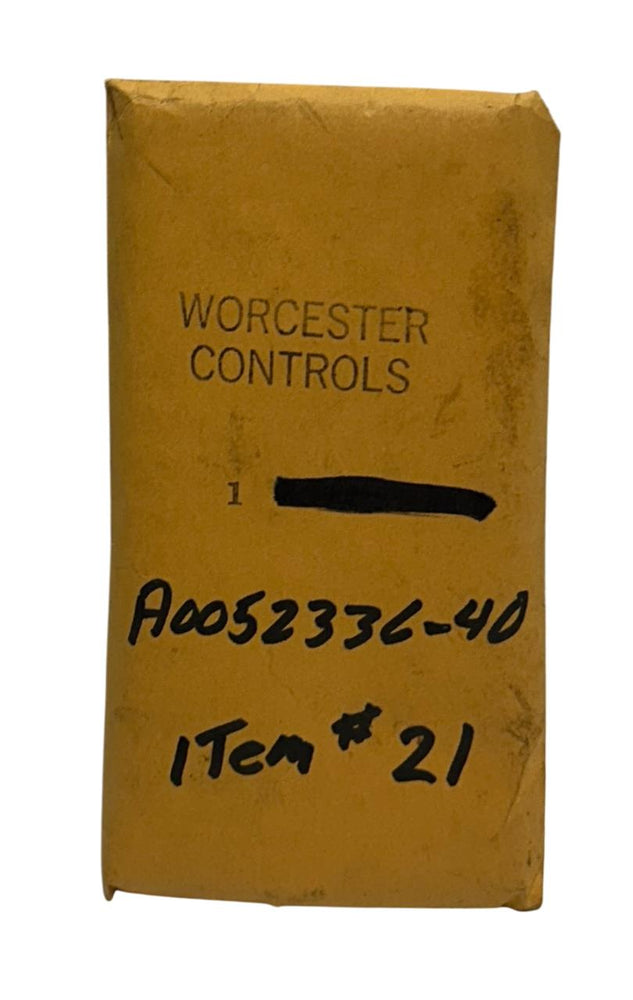 WORCESTER
CONTROLS
1
A0052336-40
ITem # 21